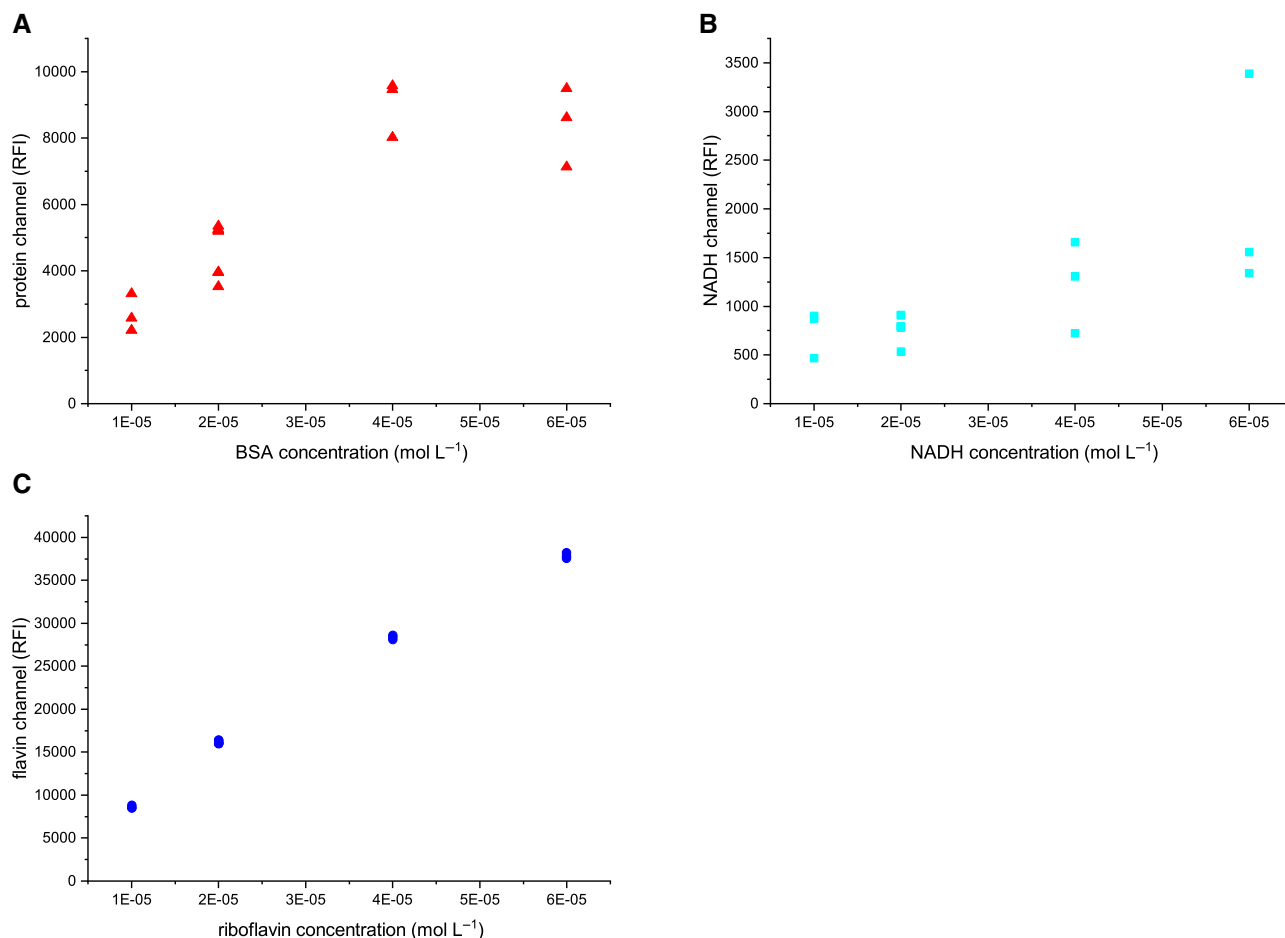 A
10000
8000
6000
4000
2000
0
protein channel (RFI)
1E-05 2E-05 3E-05 4E-05 5E-05 6E-05
BSA concentration (mol L⁻¹)
B
3500
3000
2500
2000
1500
1000
500
0
NADH channel (RFI)
1E-05 2E-05 3E-05 4E-05 5E-05 6E-05
NADH concentration (mol L⁻¹)
C
40000
35000
30000
25000
20000
15000
10000
5000
0
flavin channel (RFI)
1E-05 2E-05 3E-05 4E-05 5E-05 6E-05
riboflavin concentration (mol L⁻¹)